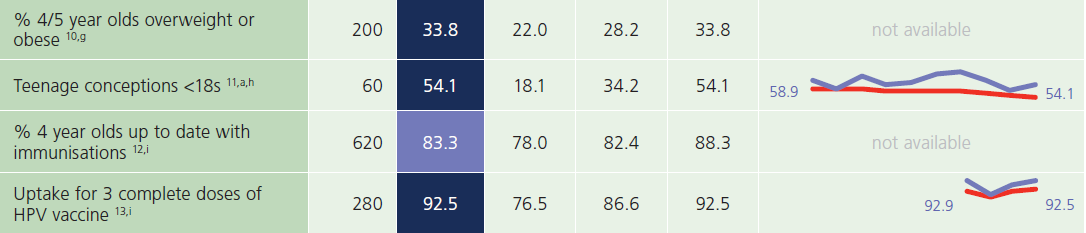 % 4/5 year olds overweight or
obese 10,g 200 33.8 22.0 28.2 33.8 not available
Teenage conceptions <18s 11,a,h 60 54.1 18.1 34.2 54.1 58.9 54.1
% 4 year olds up to date with
immunisations 12,i 620 83.3 78.0 82.4 88.3 not available
Uptake for 3 complete doses of
HPV vaccine 13,i 280 92.5 76.5 86.6 92.5 92.9 92.5